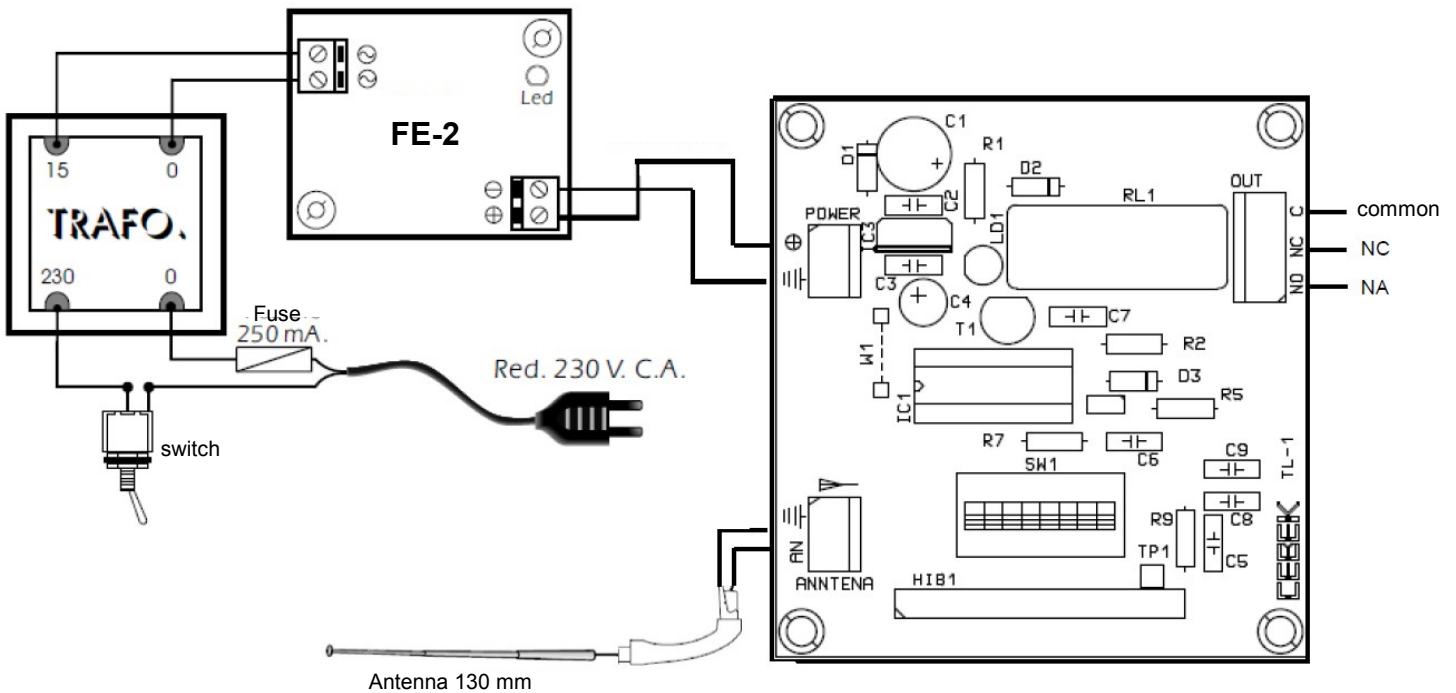 FE-2
Led
15 0
TRAFO.
230 0
Fuse
250 mA.
Red. 230 V. C.A.
switch
Antenna 130 mm
C1
D1
R1
D2
C2
POWER
C3
LD1
RL1
OUT
C
NC
NO
common
NC
NA
C3
C4
T1
C7
W1
R2
IC1
D3
R5
R7
C6
SW1
C9
TL-1
C8
R9
C5
TP1
AN
ANNTENA
HIB1